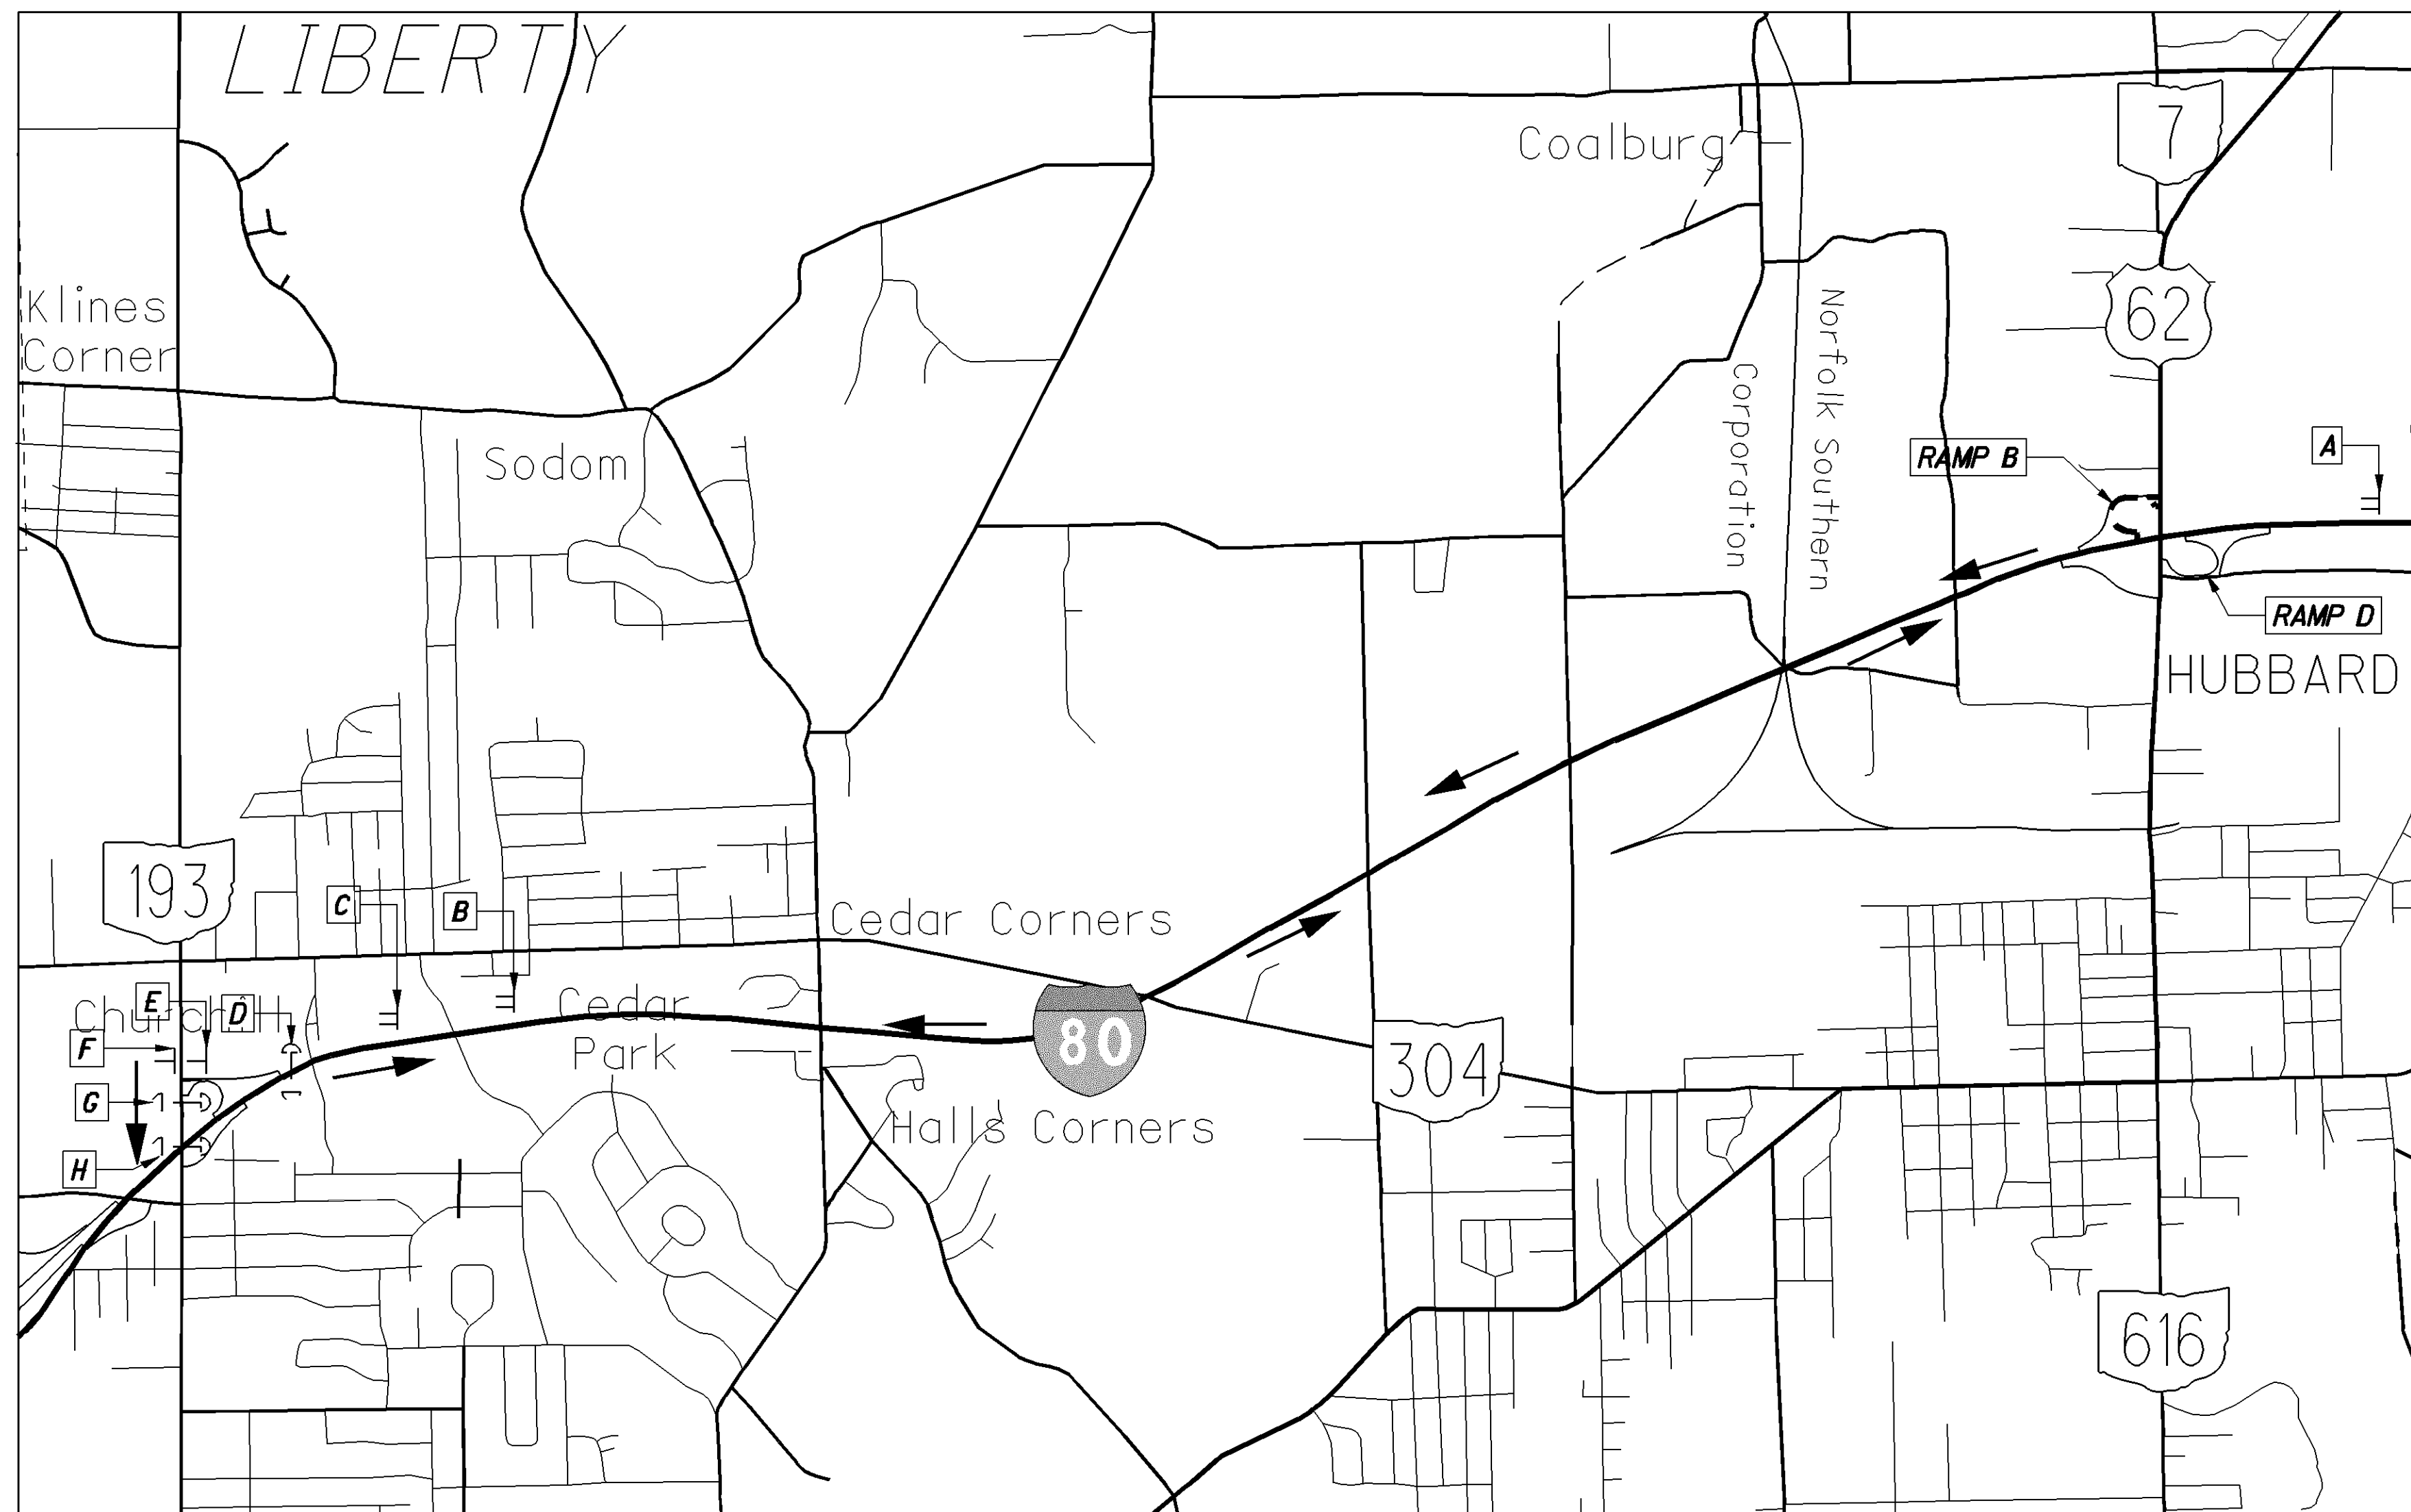 LIBERTY
Coalburg
7
Klines
Corner
62
Norfolk Southern
Corporation
Sodom
RAMP B
A
RAMP D
HUBBARD
193
C
B
Cedar Corners
E
D
Churchill
Cedar
Park
80
304
F
G
H
Halls Corners
616